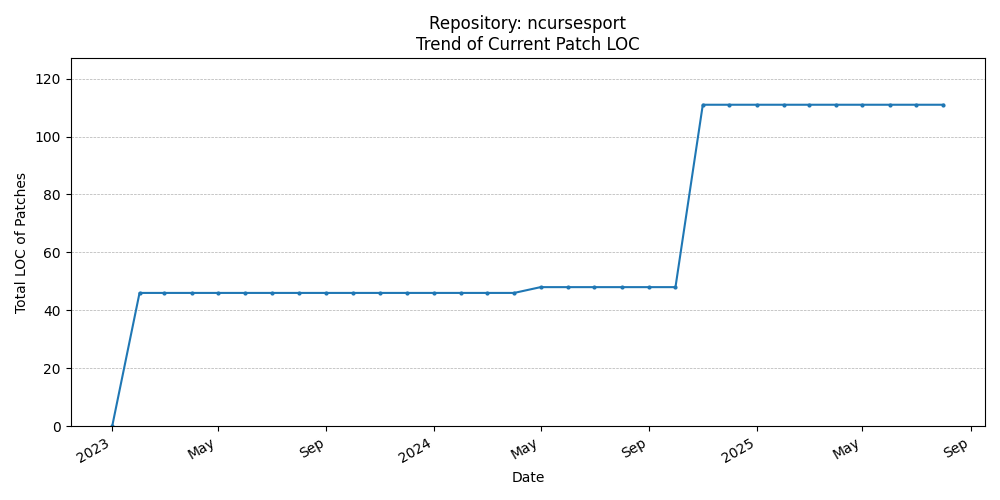 Repository: ncursesport
Trend of Current Patch LOC
120
100
80
60
40
20
0
Total LOC of Patches
2023
May
Sep
2024
May
Sep
2025
May
Sep
Date